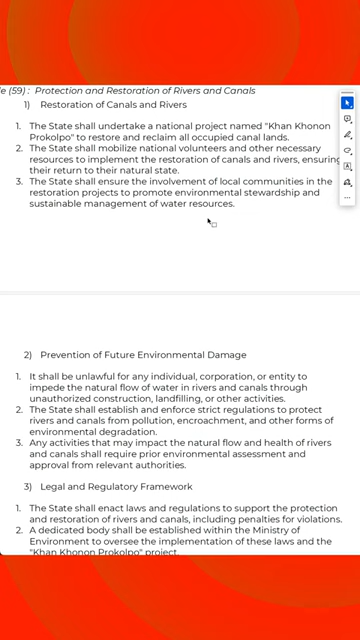 le (59) : Protection and Restoration of Rivers and Canals
1) Restoration of Canals and Rivers
1. The State shall undertake a national project named "Khan Khonon
Prokolpo" to restore and reclaim all occupied canal lands.
2. The State shall mobilize national volunteers and other necessary
resources to implement the restoration of canals and rivers, ensuring
their return to their natural state.
3. The State shall ensure the involvement of local communities in the
restoration projects to promote environmental stewardship and
sustainable management of water resources.
2) Prevention of Future Environmental Damage
1. It shall be unlawful for any individual, corporation, or entity to
impede the natural flow of water in rivers and canals through
unauthorized construction, landfilling, or other activities.
2. The State shall establish and enforce strict regulations to protect
rivers and canals from pollution, encroachment, and other forms of
environmental degradation.
3. Any activities that may impact the natural flow and health of rivers
and canals shall require prior environmental assessment and
approval from relevant authorities.
3) Legal and Regulatory Framework
1. The State shall enact laws and regulations to support the protection
and restoration of rivers and canals, including penalties for violations.
2. A dedicated body shall be established within the Ministry of
Environment to oversee the implementation of these laws and the
"Khan Khonon Prokolpo" project.